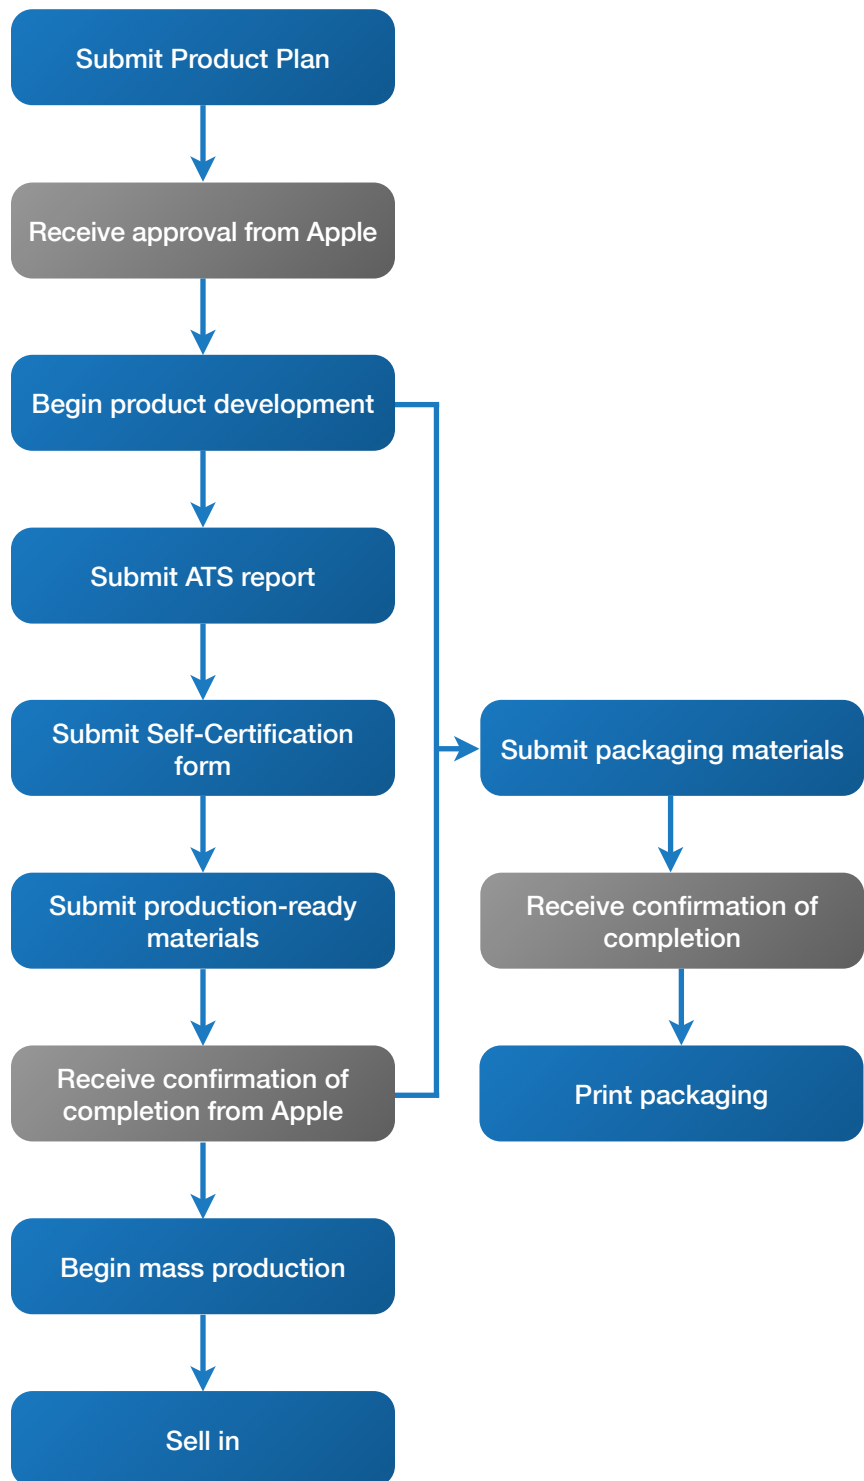 Submit Product Plan
Receive approval from Apple
Begin product development
Submit ATS report
Submit Self-Certification
form
Submit production-ready
materials
Receive confirmation of
completion from Apple
Begin mass production
Sell in
Submit packaging materials
Receive confirmation of
completion
Print packaging